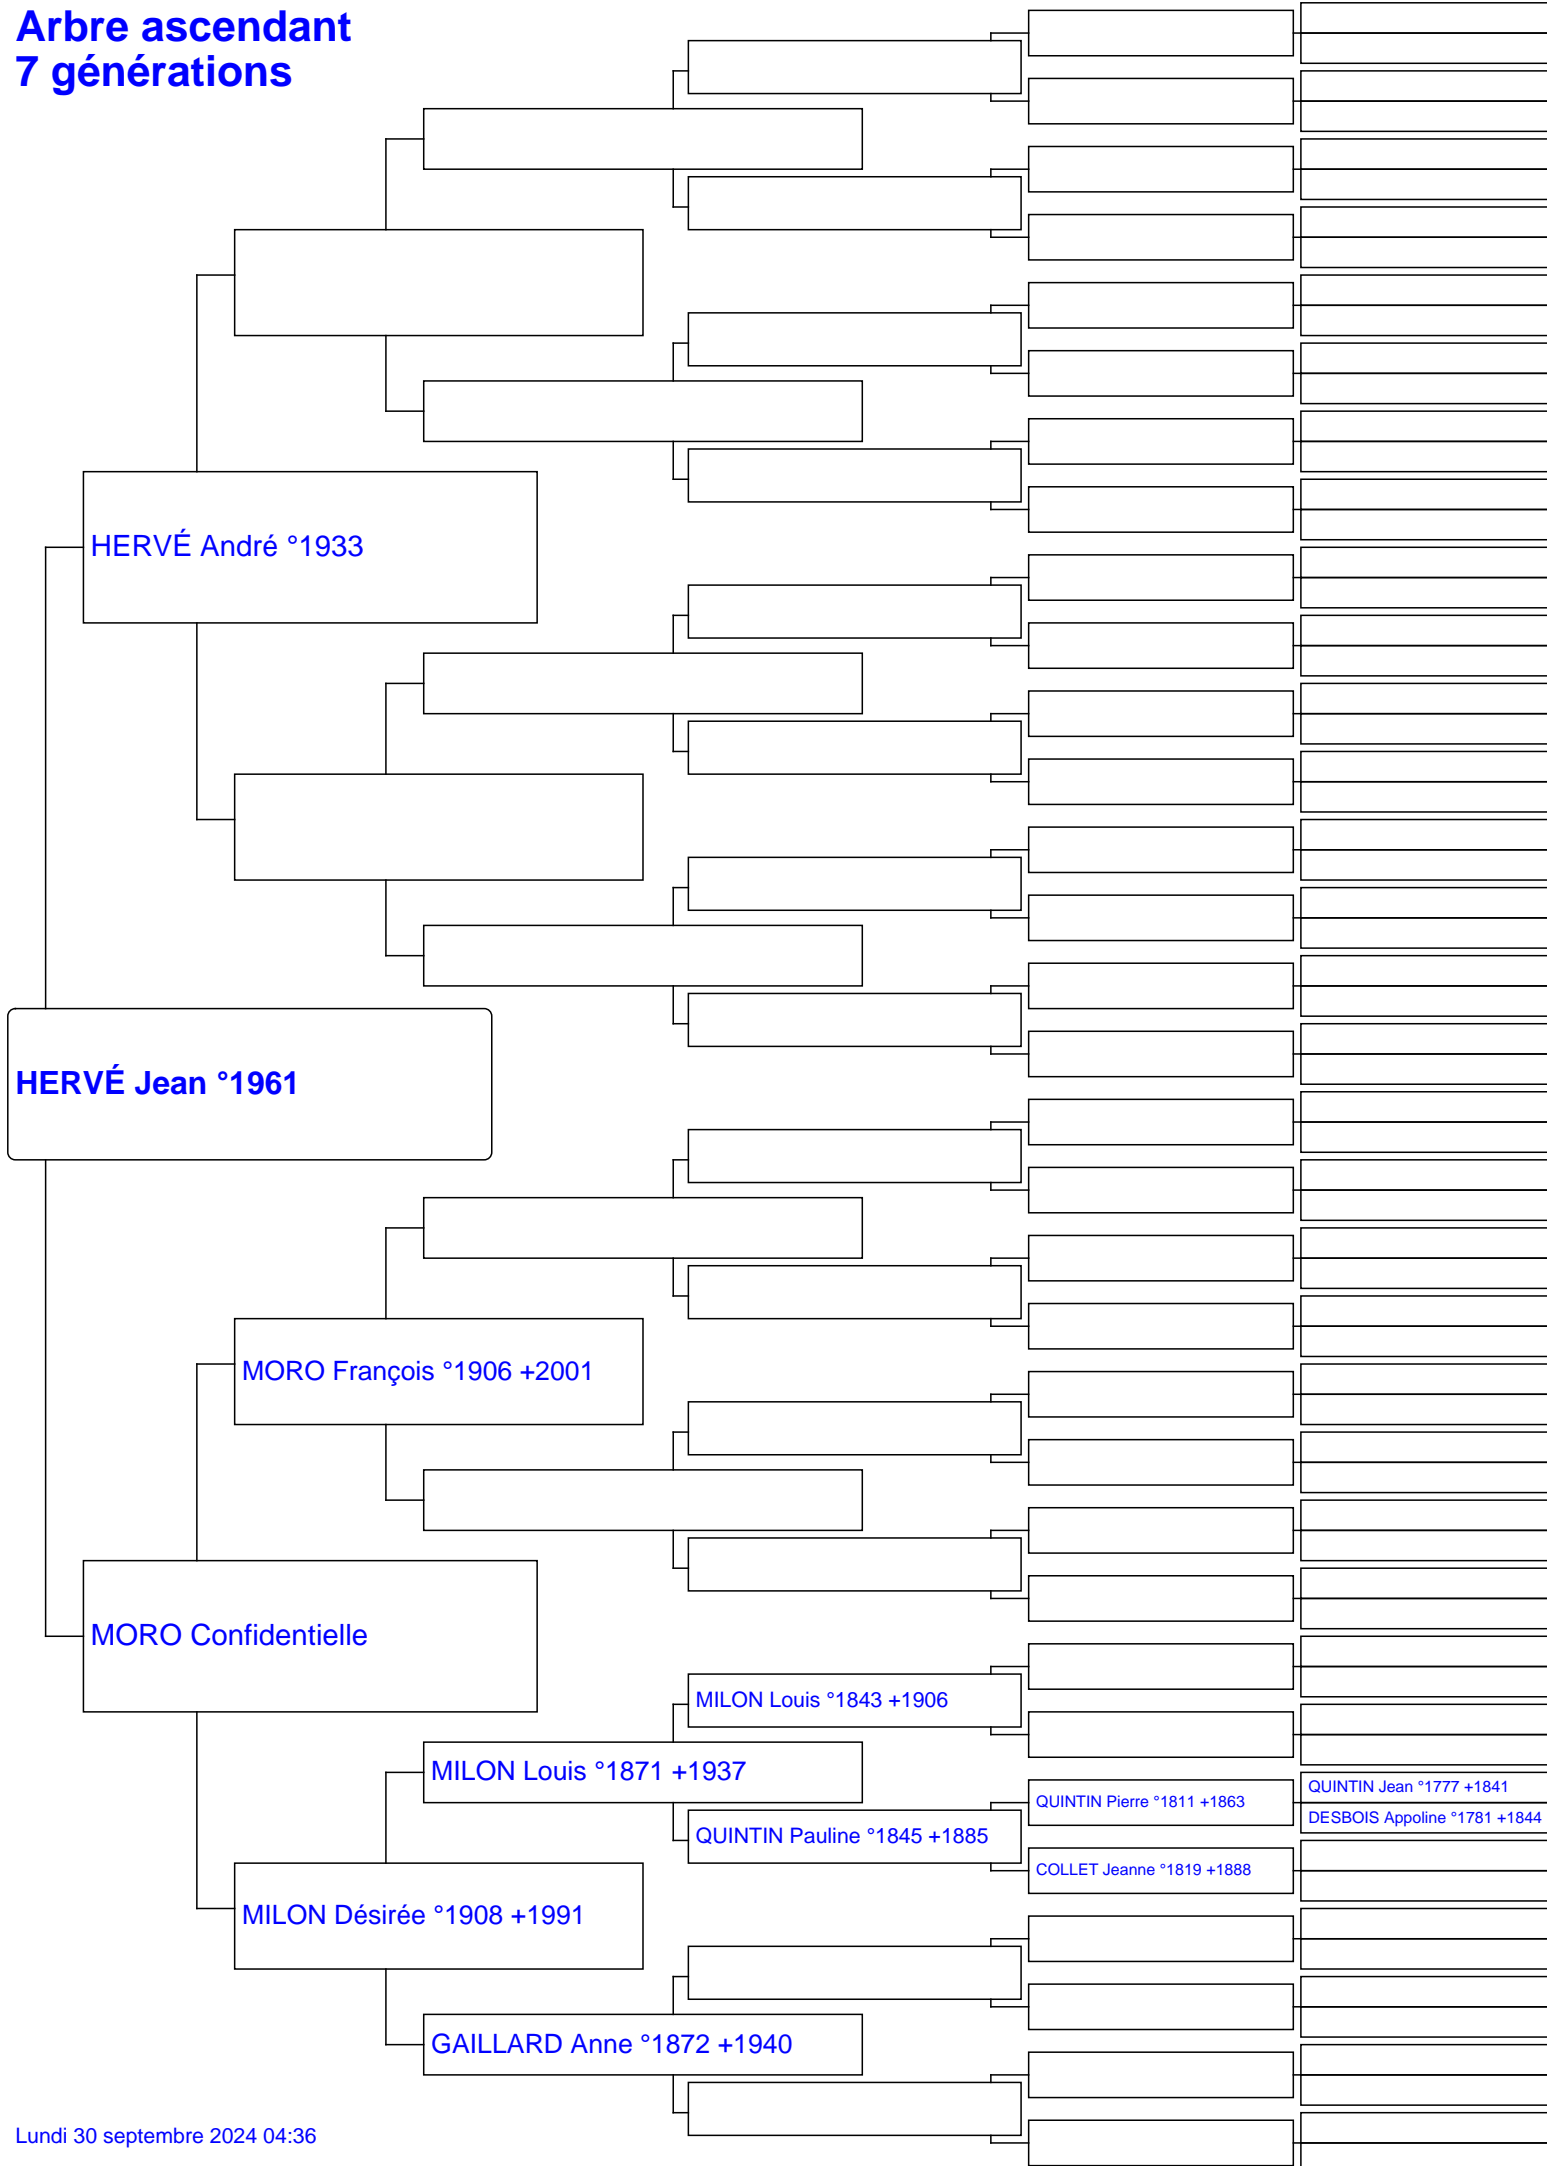 Arbre ascendant
7 générations
HERVÉ André °1933
HERVÉ Jean °1961
MORO François °1906 +2001
MORO Confidentielle
MILON Louis °1843 +1906
MILON Louis °1871 +1937
QUINTIN Jean °1777 +1841
QUINTIN Pierre °1811 +1863
DESBOIS Appoline °1781 +1844
QUINTIN Pauline °1845 +1885
COLLET Jeanne °1819 +1888
MILON Désirée °1908 +1991
GAILLARD Anne °1872 +1940
Lundi 30 septembre 2024 04:36